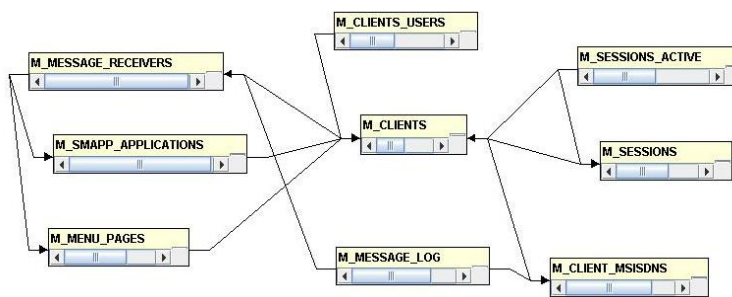 M_CLIENTS_USERS
M_MESSAGE_RECEIVERS
M_SESSIONS_ACTIVE
M_CLIENTS
M_SMAPP_APPLICATIONS
M_SESSIONS
M_MENU_PAGES
M_MESSAGE_LOG
M_CLIENT_MSISDNS